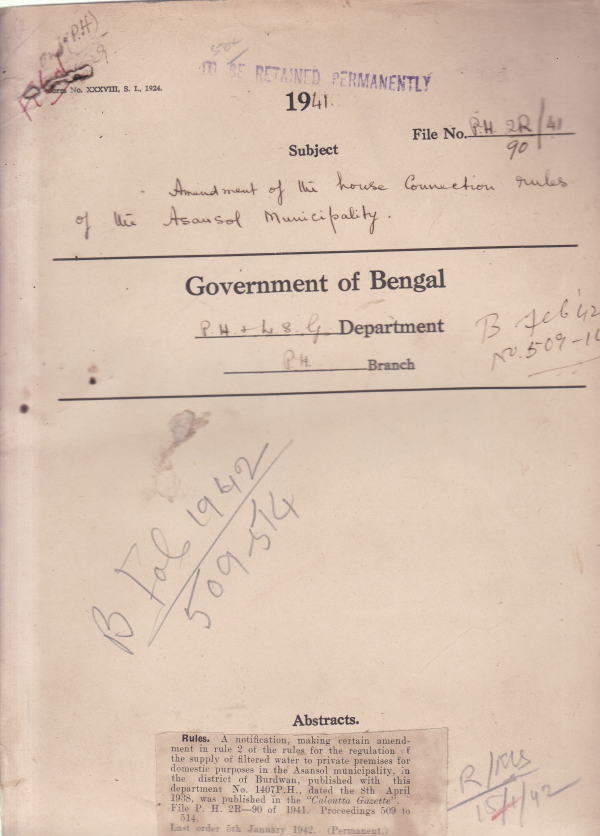 TO BE RETAINED PERMANENTLY
Form No. XXXVIII, S. I., 1924.
1941.
File No. P.H. 2R/41
90
Subject
Amendment of the house Connection rules
of the Asansol Municipality.
Government of Bengal
P.H. + L. S. G. Department
P.H. Branch
B Feb '42
No. 509-14
B Feb 1942
509-514
Abstracts.
Rules. A notification, making certain amend-
ment in rule 2 of the rules for the regulation of
the supply of filtered water to private premises for
domestic purposes in the Asansol municipality, in
the district of Burdwan, published with this
department No. 1407P.H., dated the 8th April
1938, was published in the "Calcutta Gazette".
File P. H. 2R—90 of 1941. Proceedings 509 to
514.
Last order 5th January 1942. (Permanent.)